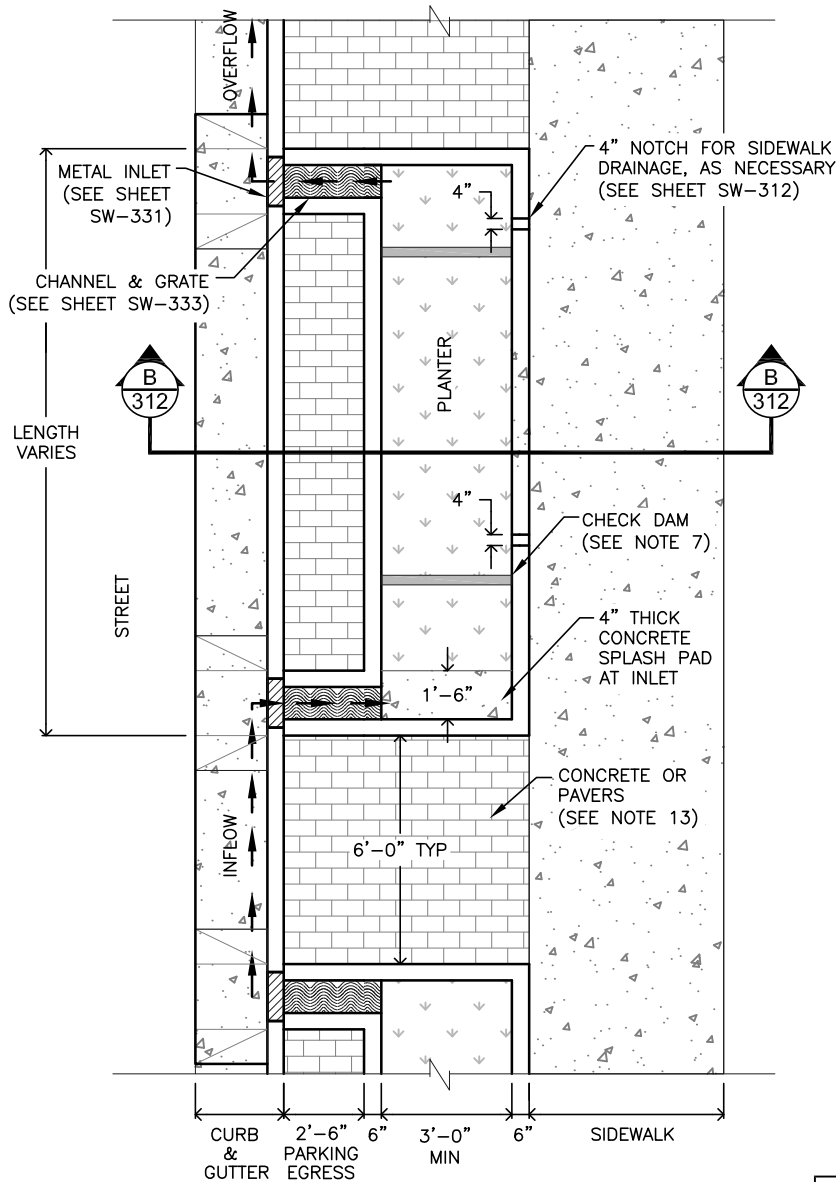 OVERFLOW
METAL INLET
(SEE SHEET
SW-331)
4" NOTCH FOR SIDEWALK
DRAINAGE, AS NECESSARY
(SEE SHEET SW-312)
4"
CHANNEL & GRATE
(SEE SHEET SW-333)
PLANTER
B
312
B
312
LENGTH
VARIES
4"
CHECK DAM
(SEE NOTE 7)
STREET
4" THICK
CONCRETE
SPLASH PAD
AT INLET
1'-6"
CONCRETE OR
PAVERS
(SEE NOTE 13)
INFLOW
6'-0" TYP
CURB
&
GUTTER
2'-6"
PARKING
EGRESS
6"
3'-0"
MIN
6"
SIDEWALK